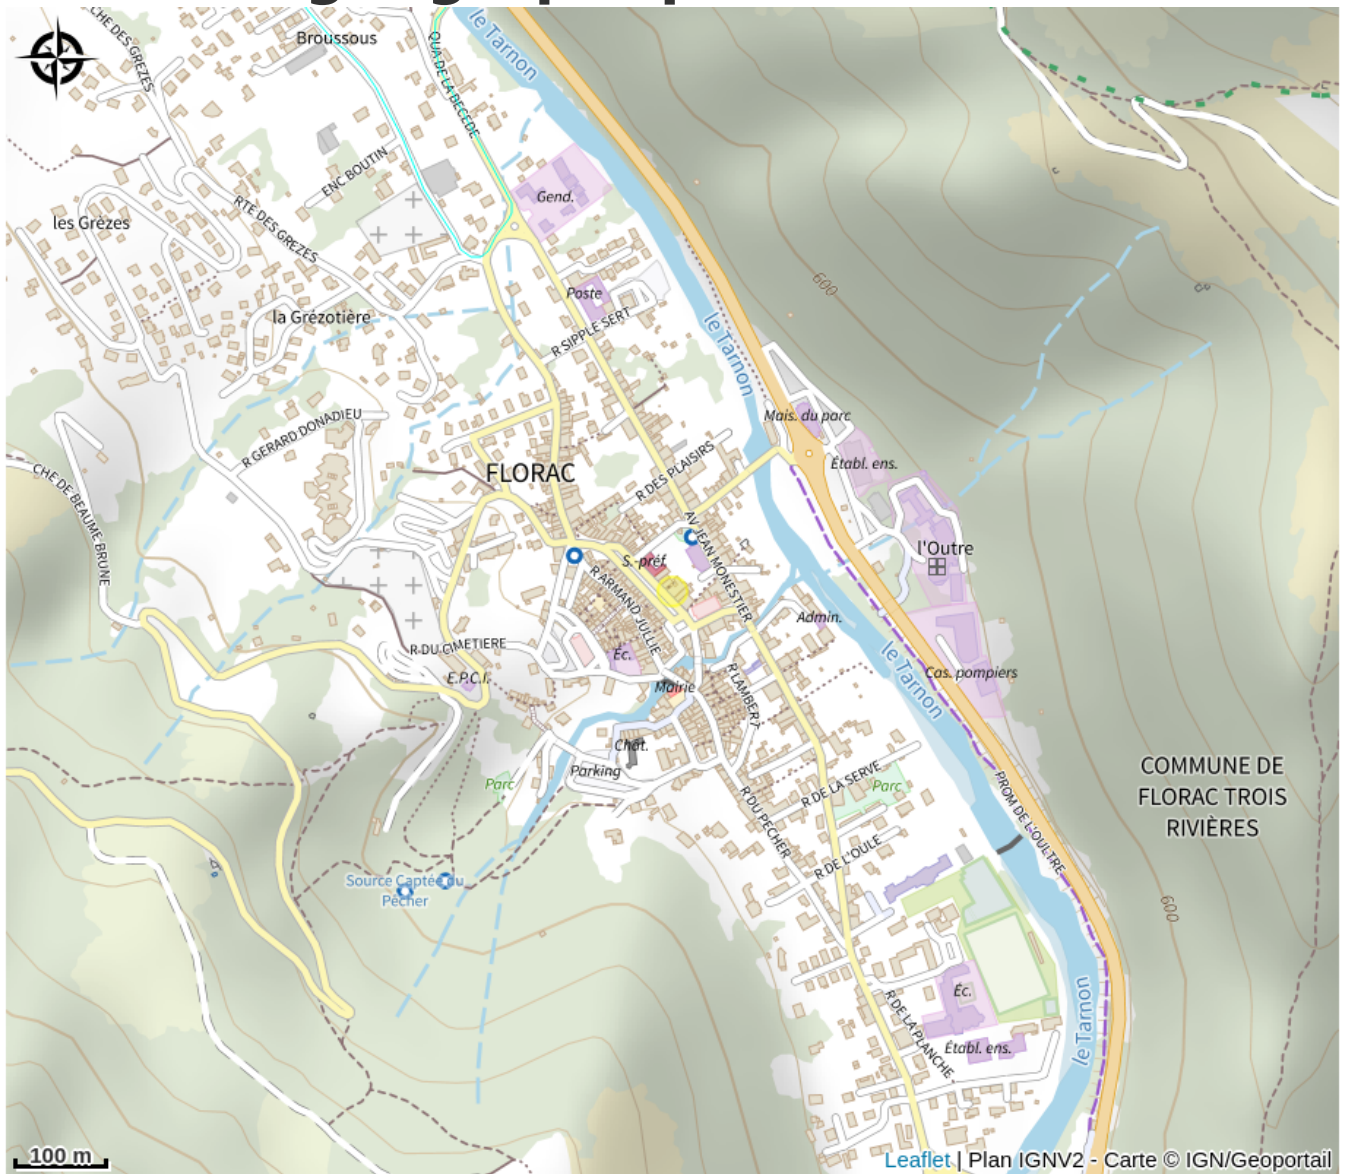 le Tarnon
CHE DES GREZES
Broussous
QUA DE LA BECEDE
ENC BOUTIN
Gend.
les Grèzes
RTE DES GREZES
Poste
la Grézotière
R SIPPLE SERT
600
le Tarnon
Mais. du parc
R GERARD DONADIEU
Établ. ens.
FLORAC
R DES PLAISIRS
CHE DE BEAUME BRUNE
AV JEAN MONESTIER
l'Outre
S.-préf.
R ARMAND JULLIE
Admin.
R DU CIMETIERE
Éc.
le Tarnon
E.P.C.I.
Cas. pompiers
Mairie
R LAMBERT
Chât.
Parking
Parc
R DE LA SERVE
Parc
PROM DE L'OULTRE
COMMUNE DE
FLORAC TROIS
RIVIÈRES
R DU PECHER
R DE L'OULE
Source Captée du
Pêcher
600
Éc.
le Tarnon
R DE LA PLANCHE
Établ. ens.
100 m
Leaflet | Plan IGNV2 - Carte © IGN/Geoportail